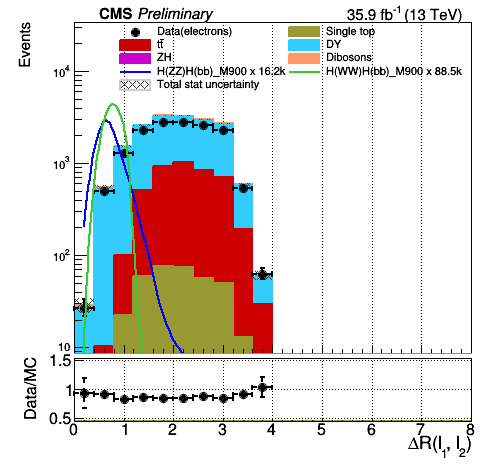 CMS Preliminary 35.9 fb⁻¹ (13 TeV)
Data(electrons) Single top
tt̄ DY
ZH Dibosons
H(ZZ)H(bb)_M900 x 16.2k H(WW)H(bb)_M900 x 88.5k
Total stat uncertainty
Events
10⁴
10³
10²
10
Data/MC
1.5
1
0.5
0 1 2 3 4 5 6 7 8
ΔR(l₁, l₂)